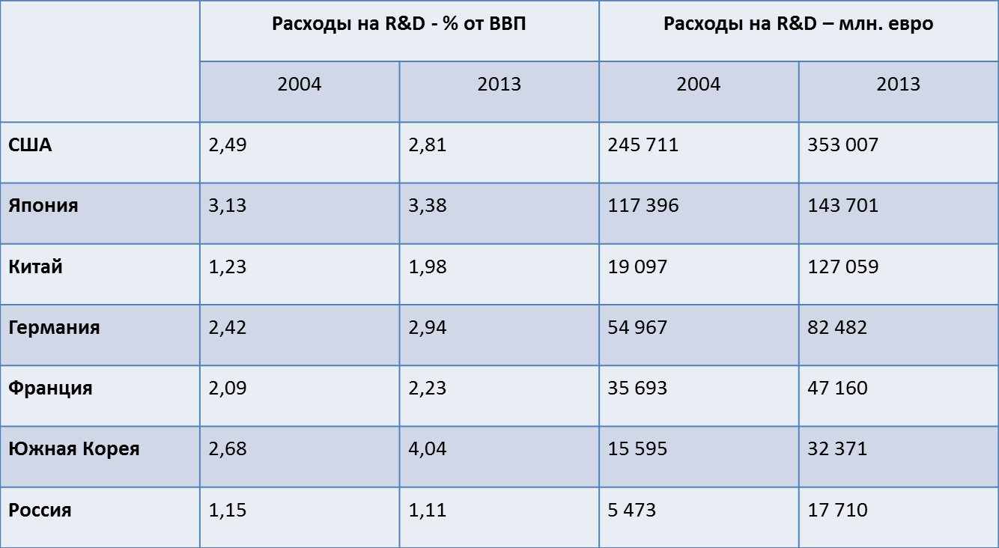 Расходы на R&D - % от ВВП Расходы на R&D – млн. евро
2004 2013 2004 2013
США 2,49 2,81 245 711 353 007
Япония 3,13 3,38 117 396 143 701
Китай 1,23 1,98 19 097 127 059
Германия 2,42 2,94 54 967 82 482
Франция 2,09 2,23 35 693 47 160
Южная Корея 2,68 4,04 15 595 32 371
Россия 1,15 1,11 5 473 17 710